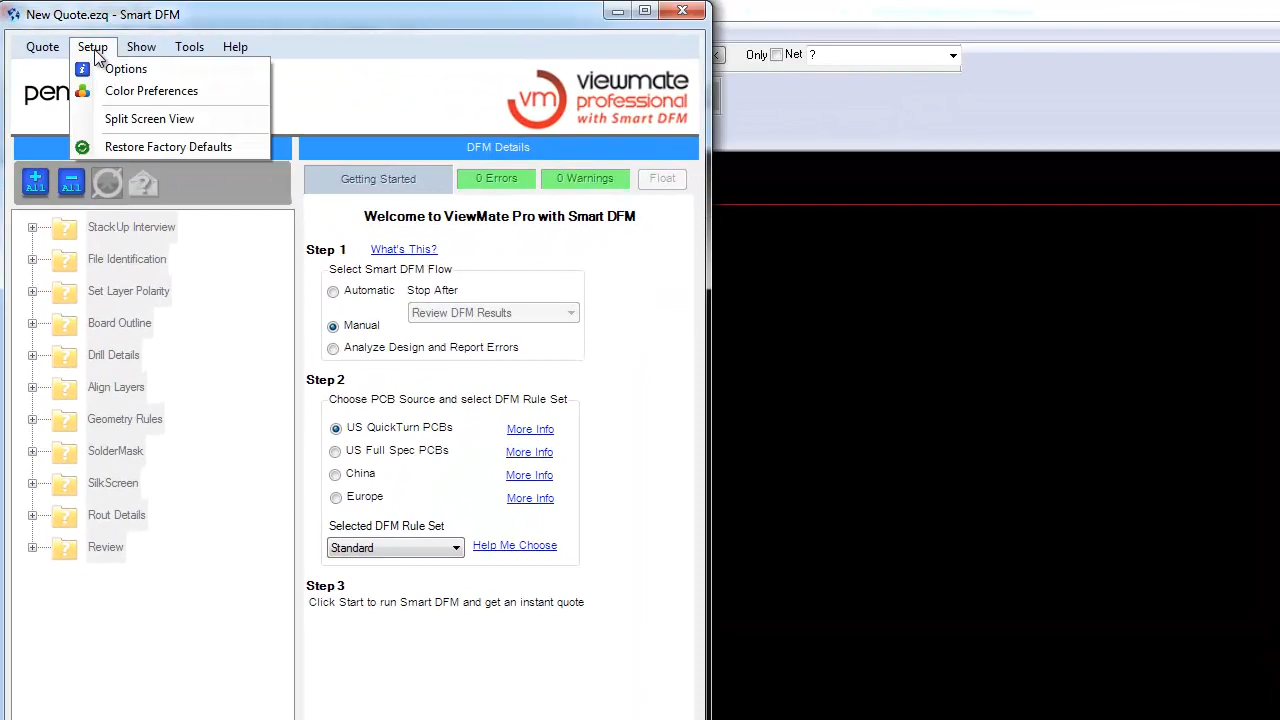 New Quote.ezq - Smart DFM
Quote Setup Show Tools Help
Only Net ?
Options
Color Preferences
Split Screen View
Restore Factory Defaults
pen
vm viewmate
professional
with Smart DFM
DFM Details
All All
Getting Started 0 Errors 0 Warnings Float
Welcome to ViewMate Pro with Smart DFM
StackUp Interview
File Identification
Set Layer Polarity
Board Outline
Drill Details
Align Layers
Geometry Rules
SolderMask
SilkScreen
Rout Details
Review
Step 1 What's This?
Select Smart DFM Flow
Automatic Stop After
Review DFM Results
Manual
Analyze Design and Report Errors
Step 2
Choose PCB Source and select DFM Rule Set
US QuickTurn PCBs More Info
US Full Spec PCBs More Info
China More Info
Europe More Info
Selected DFM Rule Set
Standard Help Me Choose
Step 3
Click Start to run Smart DFM and get an instant quote